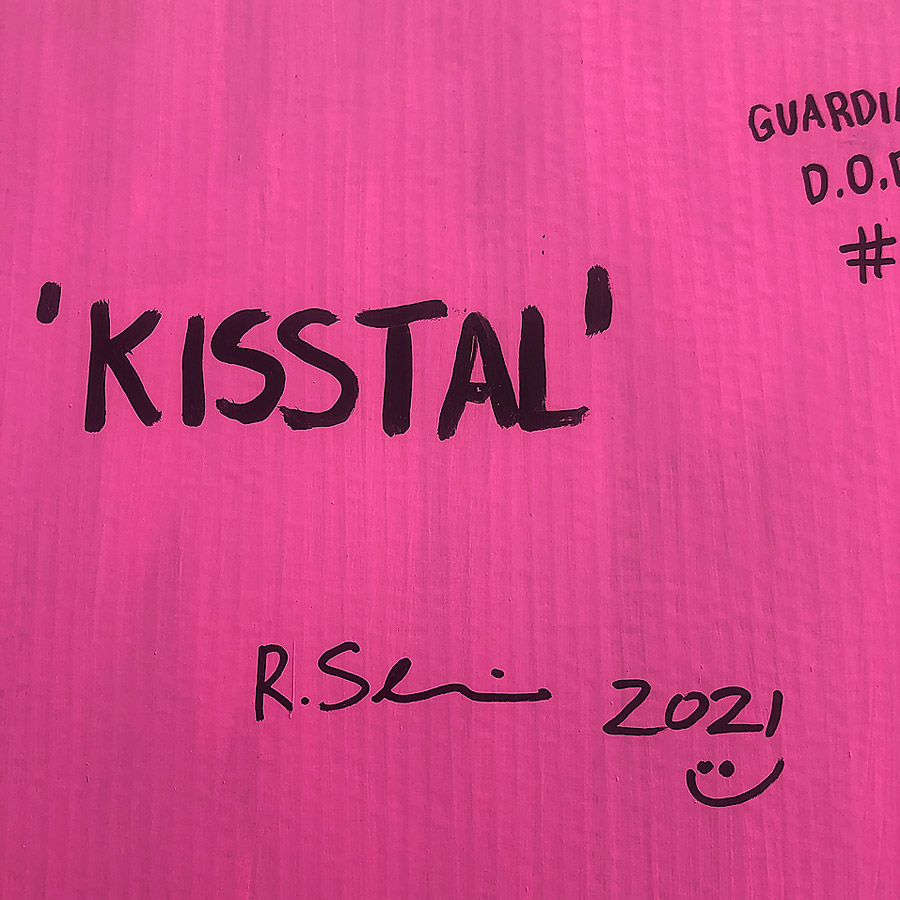 GUARDIA
D.O.
#
'KISSTAL'
R.
2021